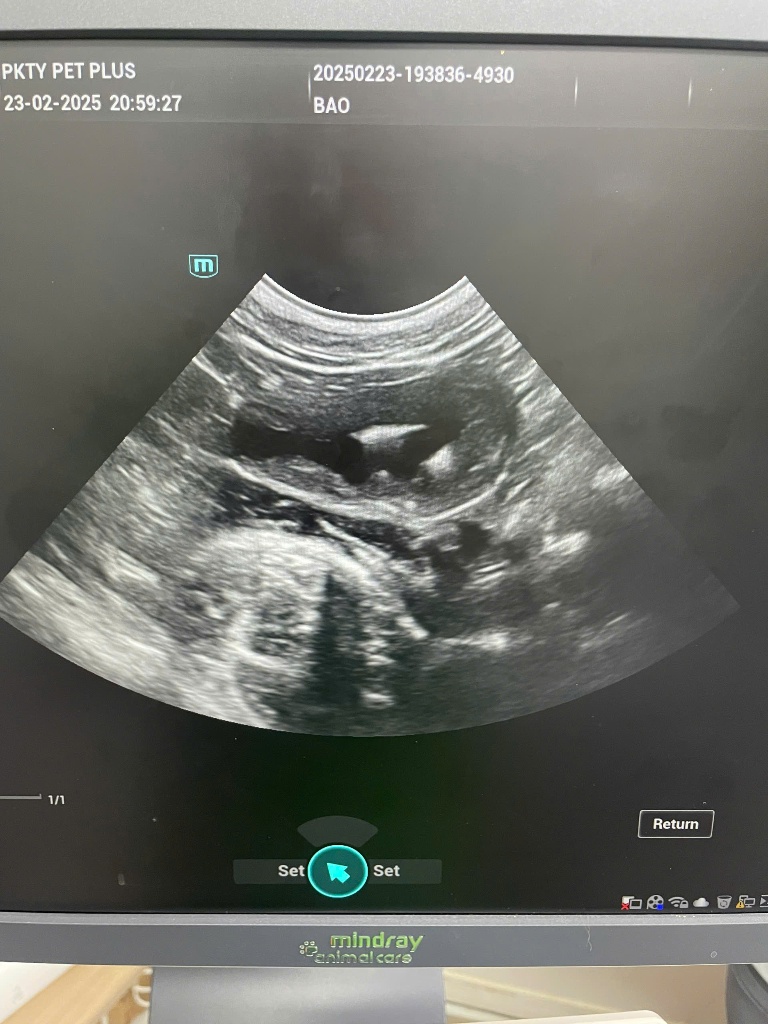 PKTY PET PLUS
20250223-193836-4930
23-02-2025 20:59:27
BAO
m
1/1
Return
Set
Set
mindray
animal care